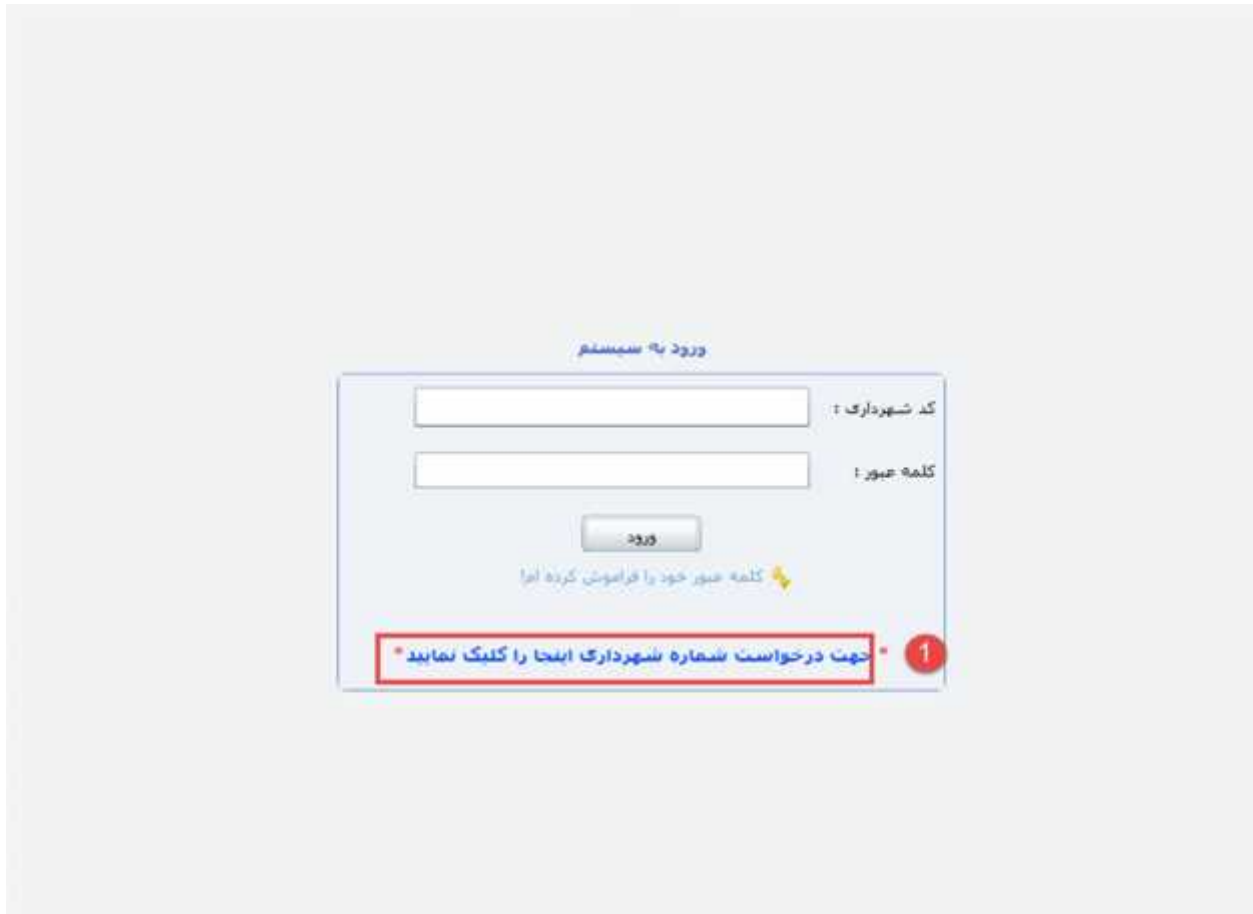 ورود به سیستم
کد شهرداری :
کلمه عبور :
ورود
کلمه عبور خود را فراموش کرده ام!
* جهت درخواست شماره شهرداری اینجا را کلیک نمایید *
1